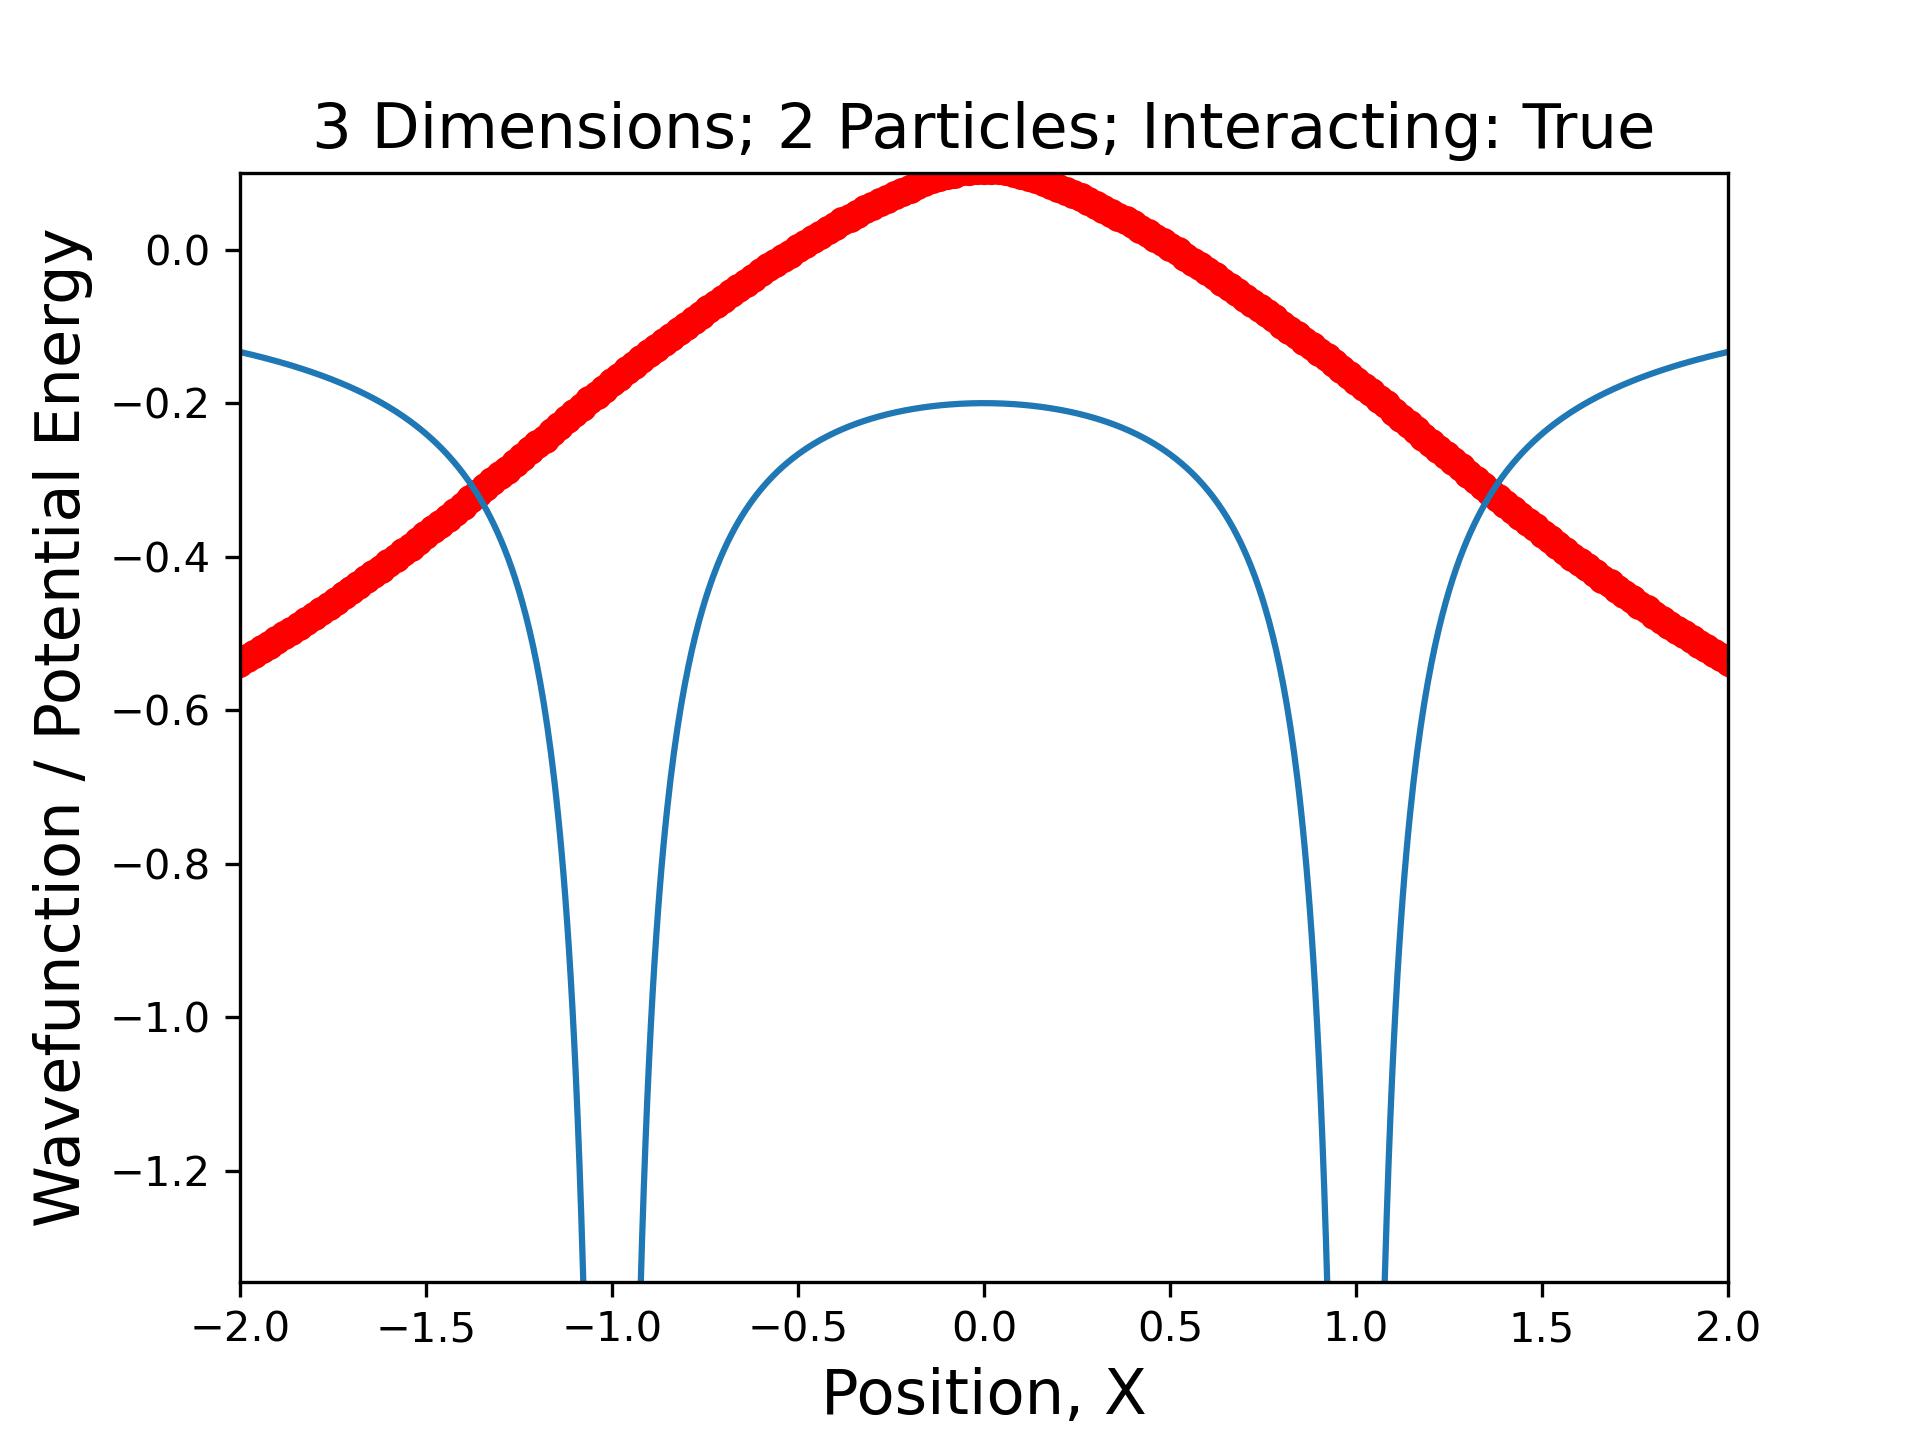 3 Dimensions; 2 Particles; Interacting: True
Wavefunction / Potential Energy
0.0
−0.2
−0.4
−0.6
−0.8
−1.0
−1.2
−2.0 −1.5 −1.0 −0.5 0.0 0.5 1.0 1.5 2.0
Position, X